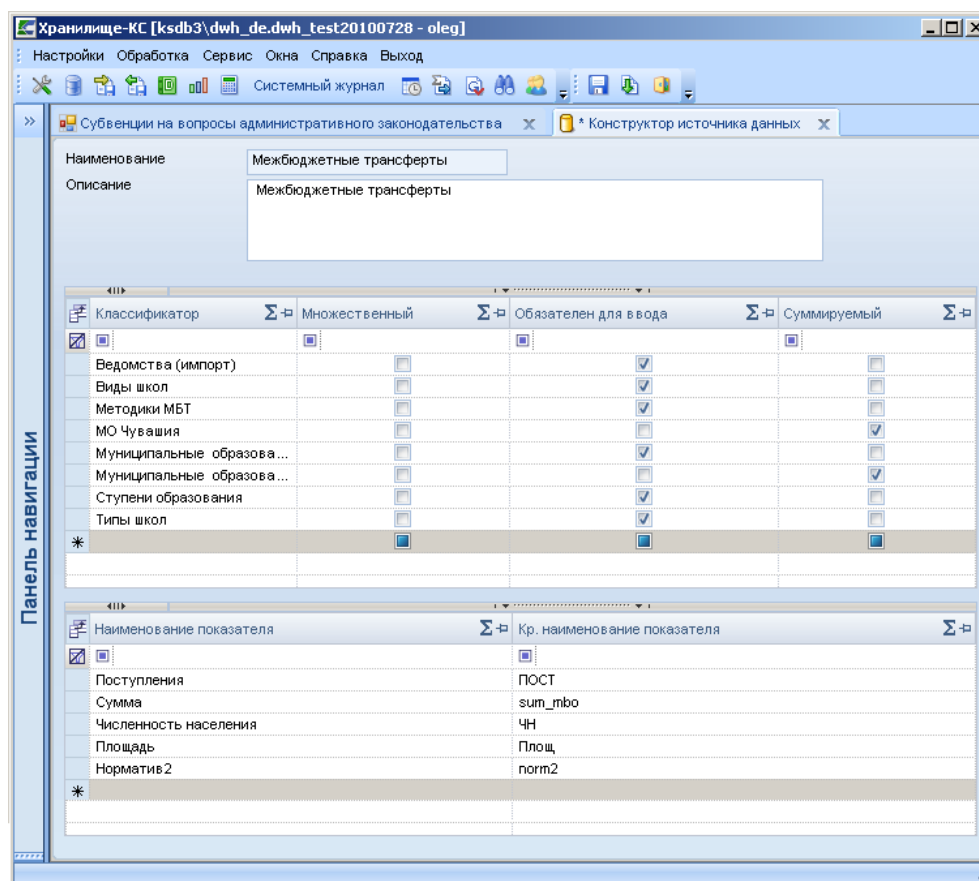 Хранилище-КС [ksdb3\dwh_de.dwh_test20100728 - oleg]
Настройки Обработка Сервис Окна Справка Выход
Системный журнал
Субвенции на вопросы административного законодательства
* Конструктор источника данных
Панель навигации
Наименование Межбюджетные трансферты
Описание Межбюджетные трансферты
Классификатор Множественный Обязателен для ввода Суммируемый
Ведомства (импорт)
Виды школ
Методики МБТ
МО Чувашия
Муниципальные образова...
Муниципальные образова...
Ступени образования
Типы школ
Наименование показателя Кр. наименование показателя
Поступления ПОСТ
Сумма sum_mbo
Численность населения ЧН
Площадь Площ
Норматив2 norm2